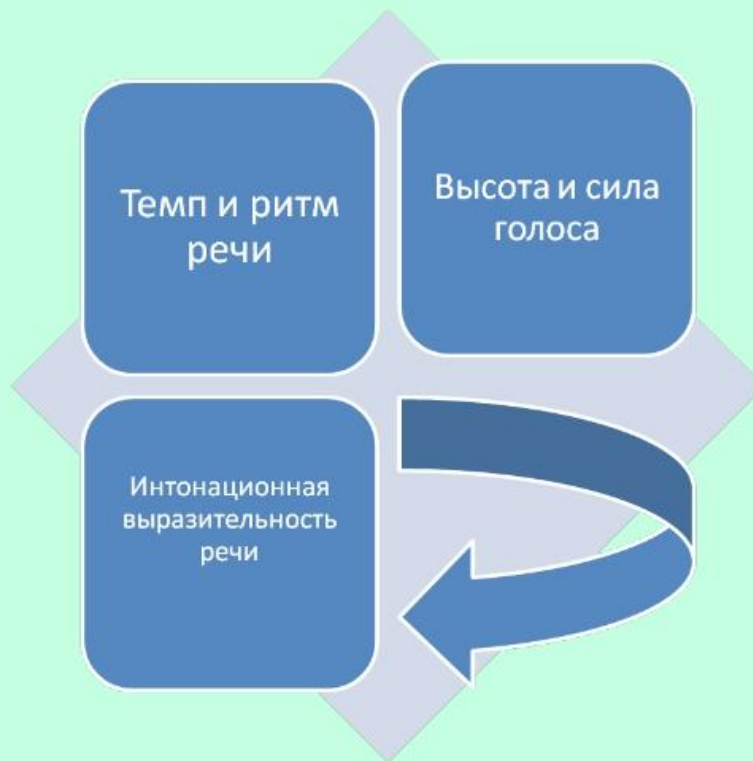 Темп и ритм
речи
Высота и сила
голоса
Интонационная
выразительность
речи